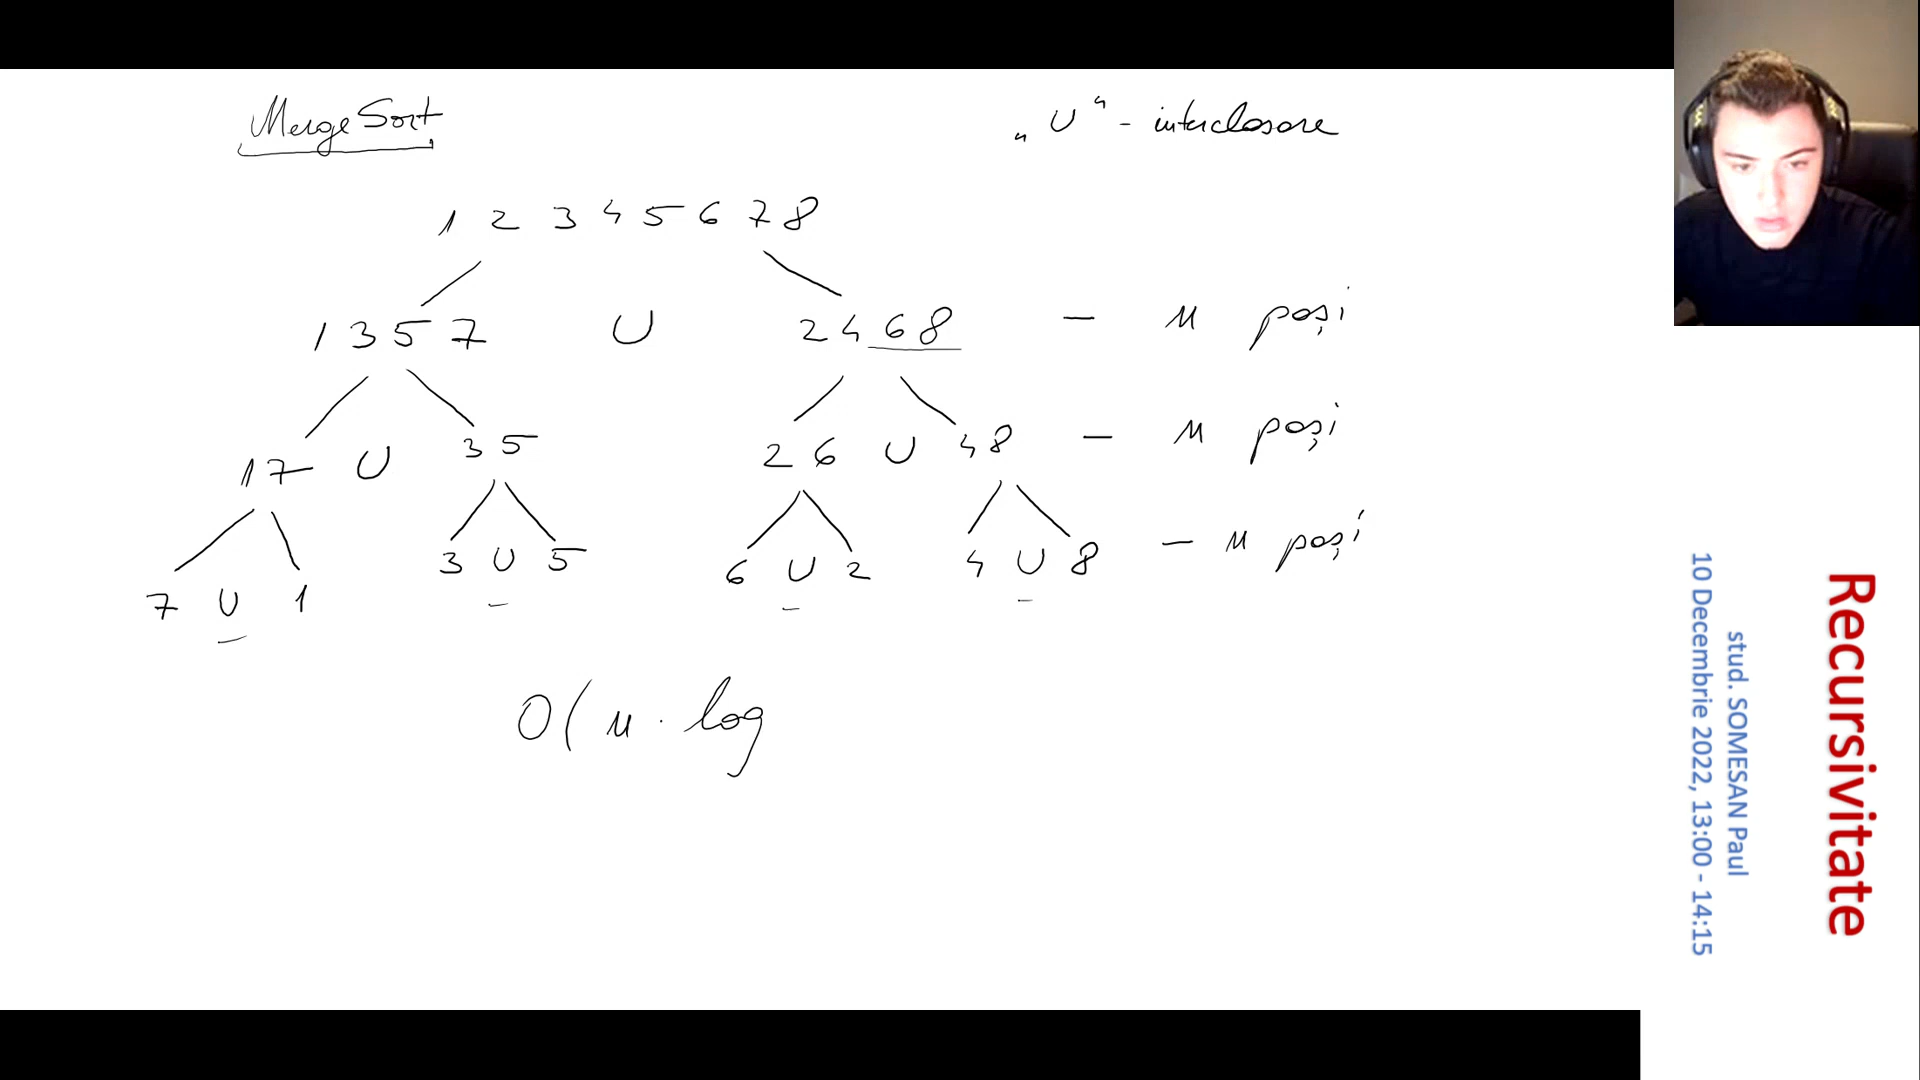 MergeSort
„U“ - interclasare
1 2 3 4 5 6 7 8
1 3 5 7 U 2 4 6 8 - n pași
1 7 U 3 5 2 6 U 4 8 - n pași
7 U 1 3 U 5 6 U 2 4 U 8 - n pași
O(n · log
Recursivitate
stud. SOMESAN Paul
10 Decembrie 2022, 13:00 - 14:15